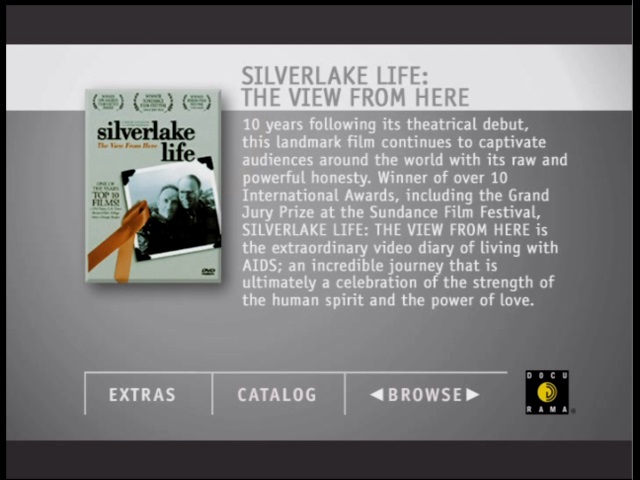 SILVERLAKE LIFE:
THE VIEW FROM HERE
silverlake
The View From Here
life
ONE OF
THE YEARS
TOP 10
FILMS!
DVD
10 years following its theatrical debut,
this landmark film continues to captivate
audiences around the world with its raw and
powerful honesty. Winner of over 10
International Awards, including the Grand
Jury Prize at the Sundance Film Festival,
SILVERLAKE LIFE: THE VIEW FROM HERE is
the extraordinary video diary of living with
AIDS; an incredible journey that is
ultimately a celebration of the strength of
the human spirit and the power of love.
EXTRAS
CATALOG
◀BROWSE▶
DOCU
RAMA®